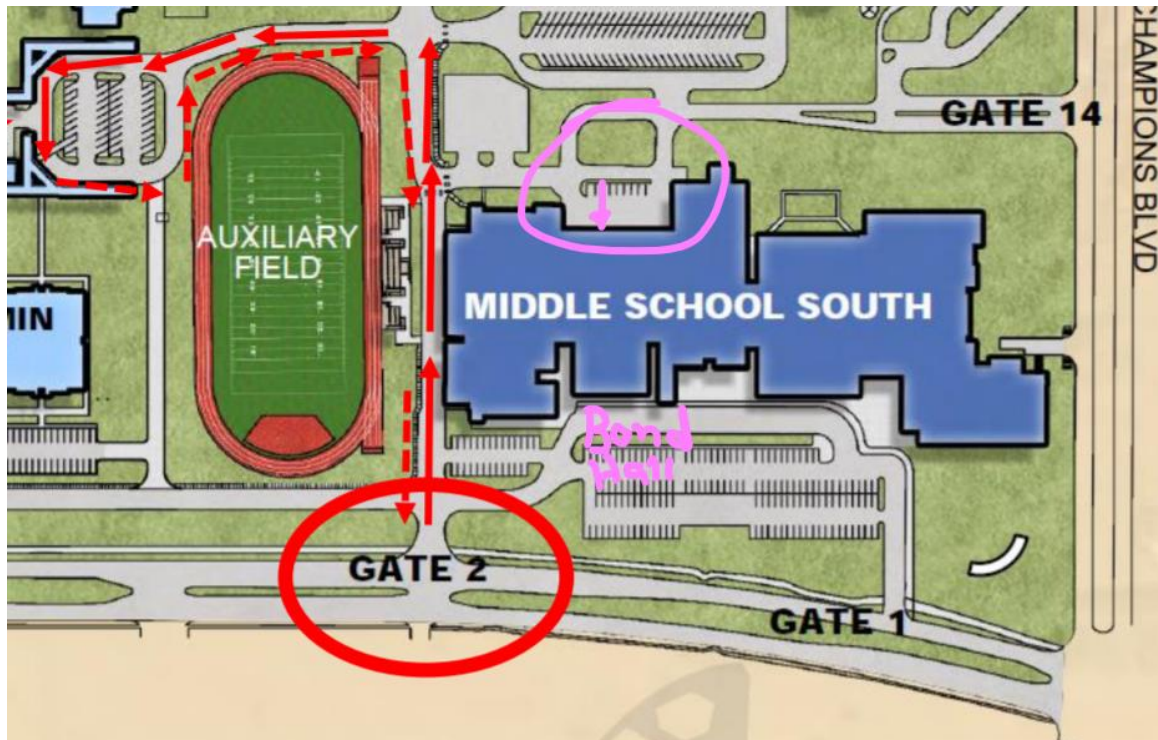 GATE 14
CHAMPIONS BLVD
AUXILIARY
FIELD
MIDDLE SCHOOL SOUTH
MIN
Band
Hall
GATE 2
GATE 1